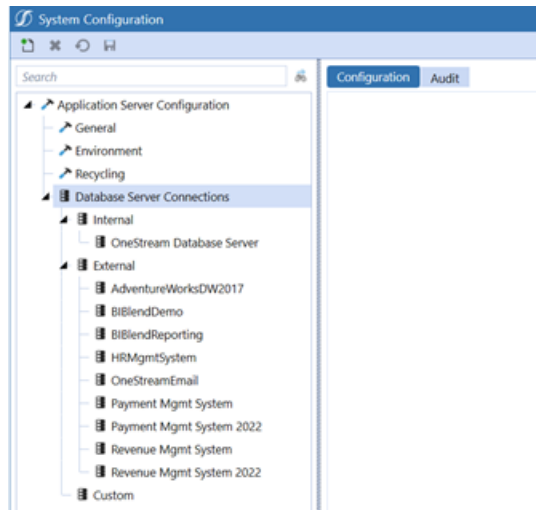 System Configuration
Search
Configuration Audit
Application Server Configuration
General
Environment
Recycling
Database Server Connections
Internal
OneStream Database Server
External
AdventureWorksDW2017
BIBlendDemo
BIBlendReporting
HRMgmtSystem
OneStreamEmail
Payment Mgmt System
Payment Mgmt System 2022
Revenue Mgmt System
Revenue Mgmt System 2022
Custom